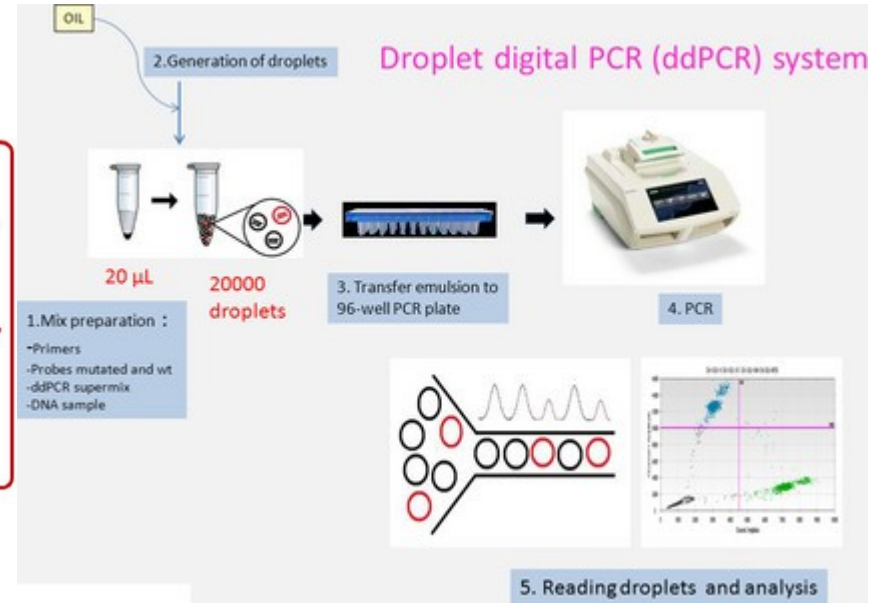 OIL
2.Generation of droplets
Droplet digital PCR (ddPCR) system
20 µL
20000
droplets
1.Mix preparation :
-Primers
-Probes mutated and wt
-ddPCR supermix
-DNA sample
3. Transfer emulsion to
96-well PCR plate
4. PCR
5. Reading droplets and analysis